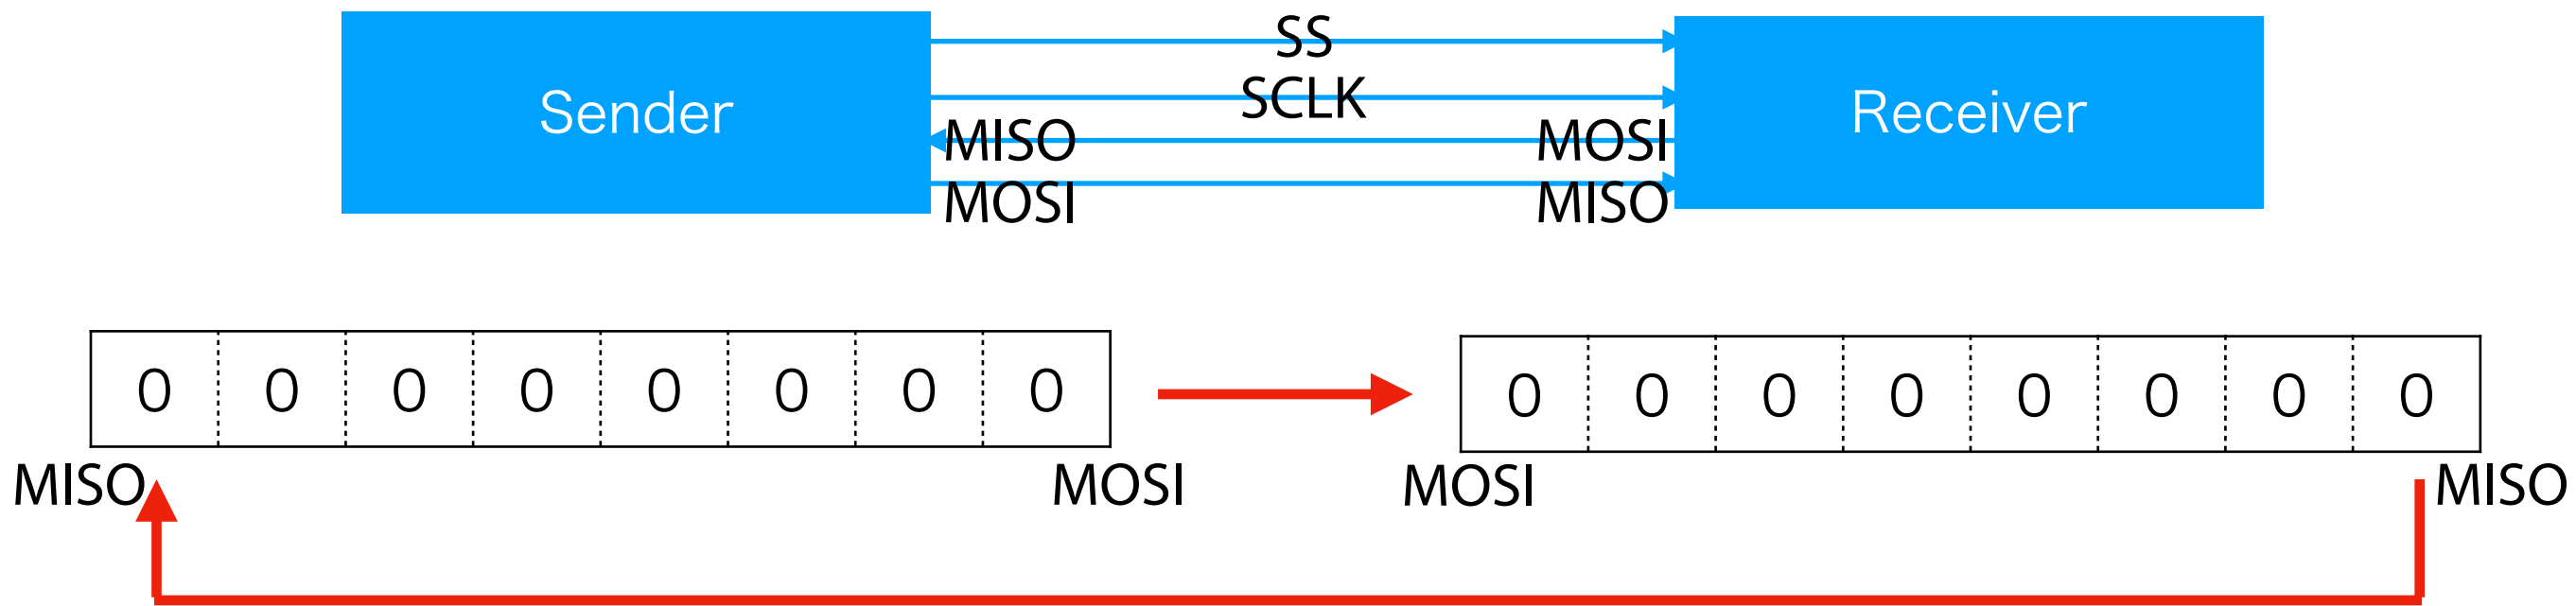 SS
Sender
SCLK
Receiver
MISO MOSI
MOSI MISO
0 0 0 0 0 0 0 0 0 0 0 0 0 0 0 0
MISO MOSI MOSI MISO